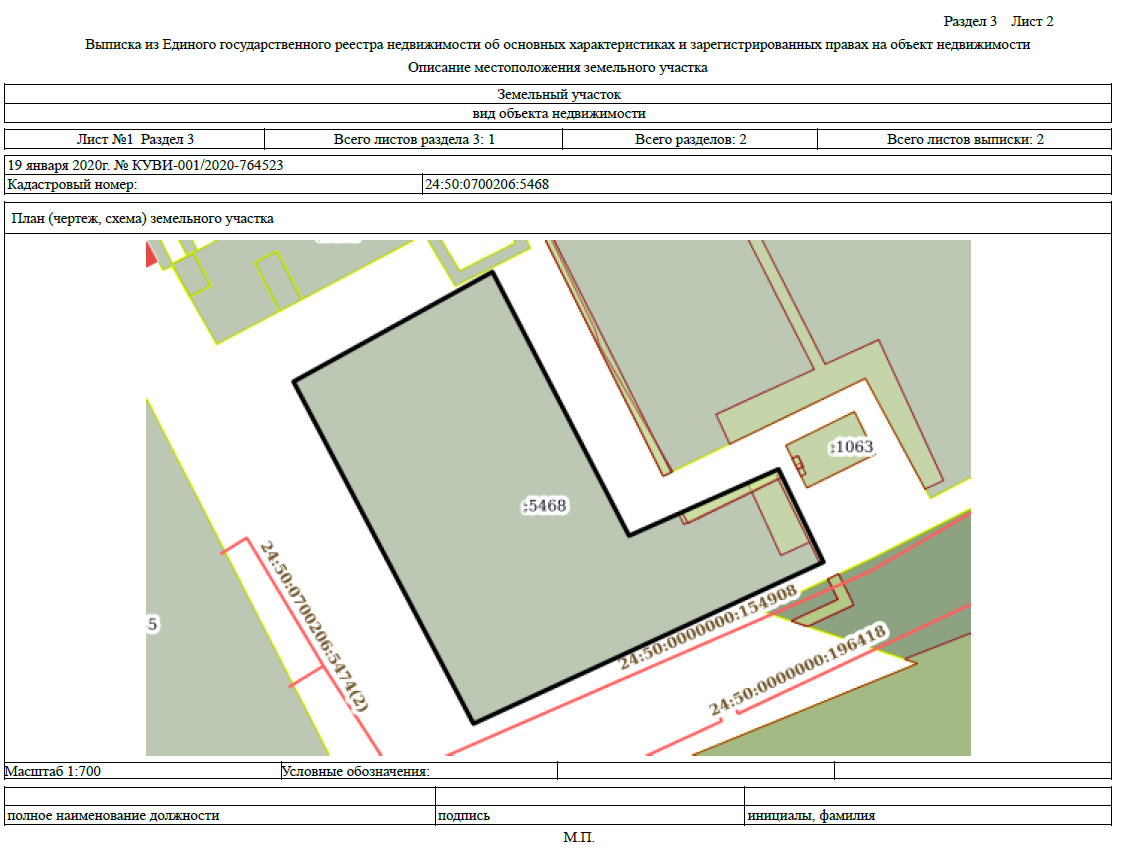 Раздел 3 Лист 2
Выписка из Единого государственного реестра недвижимости об основных характеристиках и зарегистрированных правах на объект недвижимости
Описание местоположения земельного участка
Земельный участок
вид объекта недвижимости
Лист №1 Раздел 3 Всего листов раздела 3: 1 Всего разделов: 2 Всего листов выписки: 2
19 января 2020г. № КУВИ-001/2020-764523
Кадастровый номер: 24:50:0700206:5468
План (чертеж, схема) земельного участка
:1063
:5468
24:50:0700206:5474(2)
5
24:50:0000000:154908
24:50:0000000:196418
Масштаб 1:700 Условные обозначения:
полное наименование должности подпись инициалы, фамилия
М.П.